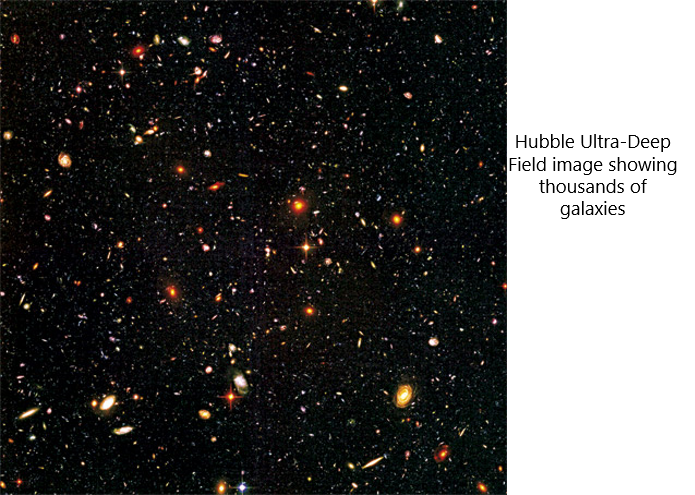 Hubble Ultra-Deep
Field image showing
thousands of
galaxies